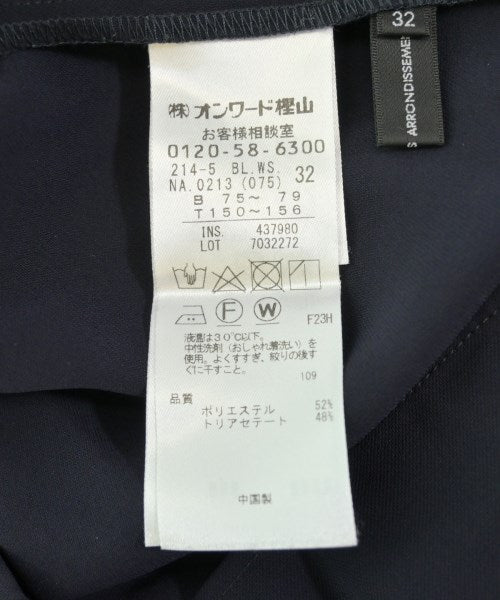 (株)オンワード樫山
お客様相談室
0120-58-6300
214-5 BL.WS. 32
NA.0213 (075)
B 75〜 79
T150〜156
INS. 437980
LOT 7032272
F W F23H
液温は30℃以下。
中性洗剤(おしゃれ着洗い)を
使用。よくすすぎ、絞りの後す
ぐに干すこと。
109
品質
ポリエステル 52%
トリアセテート 48%
中国製
32
S ARRONDISSEME